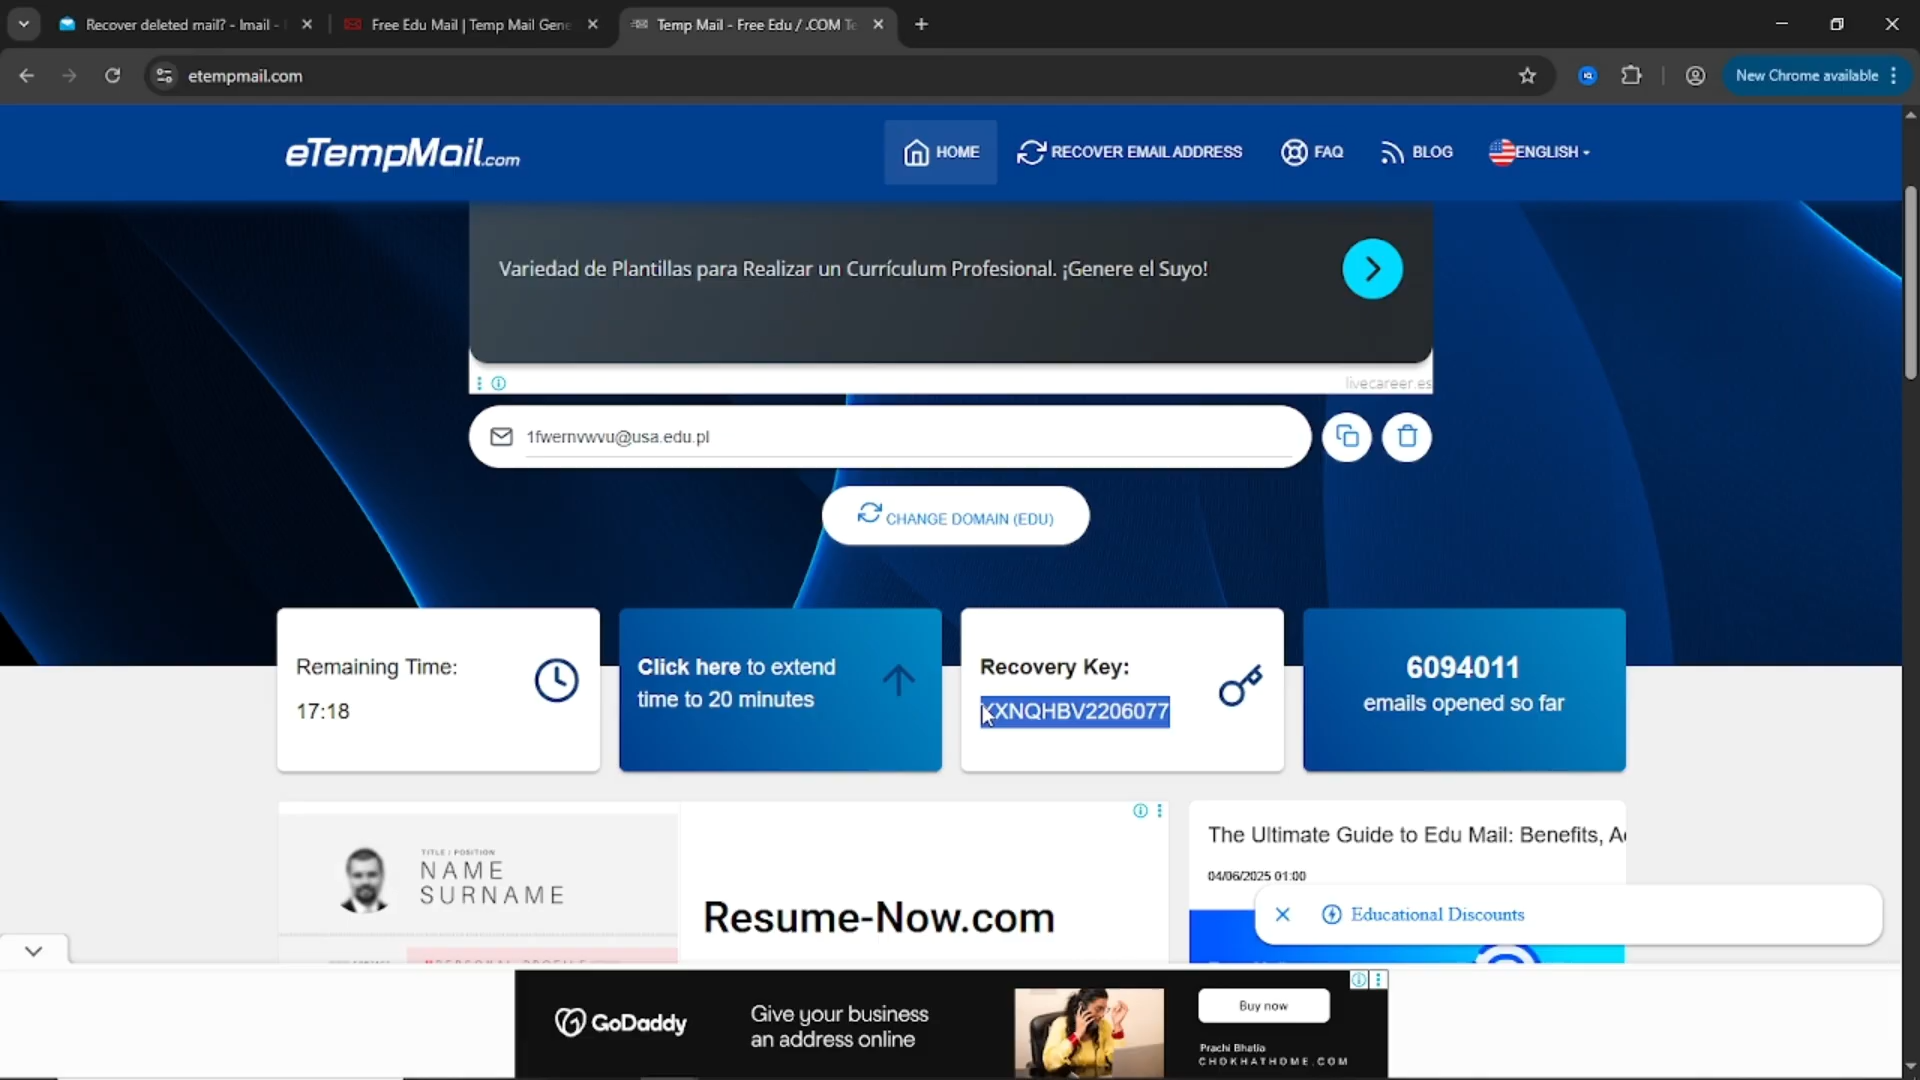 Recover deleted mail? - Imail -
Free Edu Mail | Temp Mail Gene
Temp Mail - Free Edu / .COM Te
etempmail.com
New Chrome available
eTempMail.com
HOME
RECOVER EMAIL ADDRESS
FAQ
BLOG
ENGLISH
Variedad de Plantillas para Realizar un Currículum Profesional. ¡Genere el Suyo!
livecareer.es
1fwernvwvu@usa.edu.pl
CHANGE DOMAIN (EDU)
Remaining Time:
17:18
Click here to extend
time to 20 minutes
Recovery Key:
XXNQHBV2206077
6094011
emails opened so far
TITLE / POSITION
NAME
SURNAME
Resume-Now.com
The Ultimate Guide to Edu Mail: Benefits, A
04/06/2025 01:00
Educational Discounts
GoDaddy
Give your business
an address online
Buy now
Prachi Bhatia
CHOKHATHOME.COM